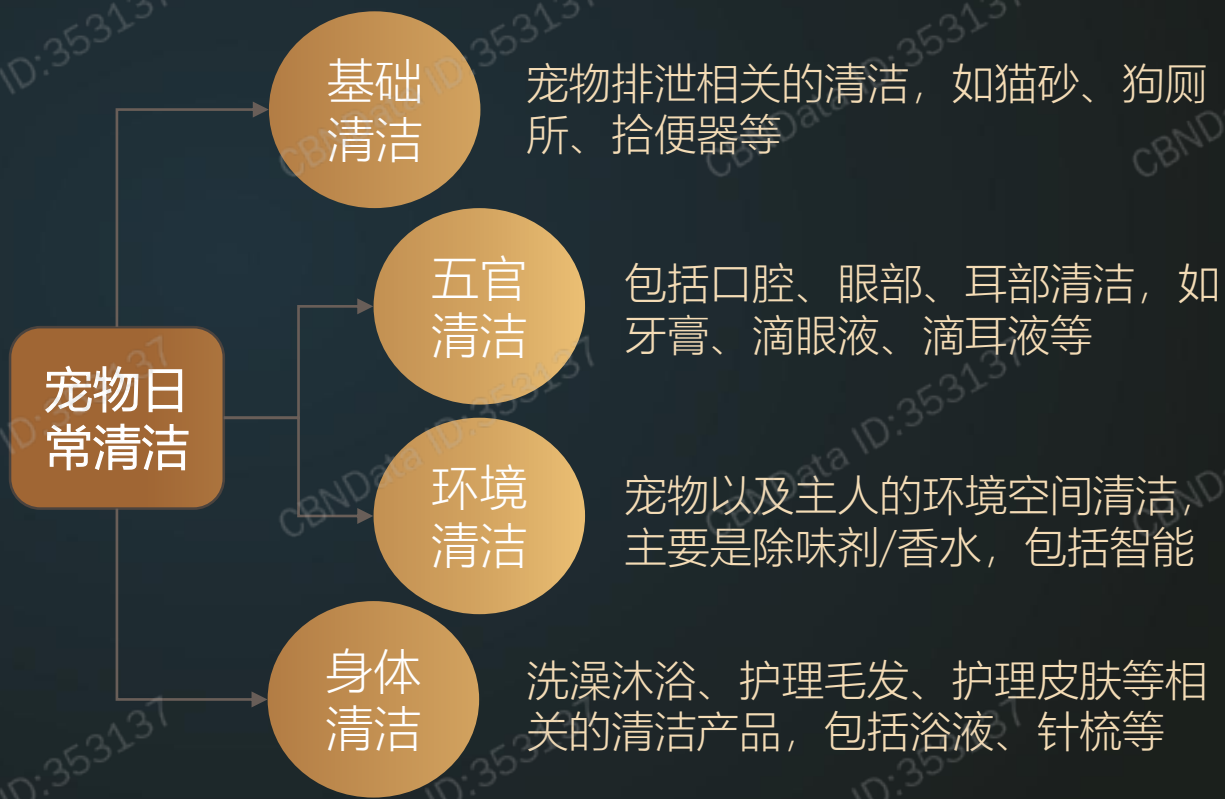 宠物日
常清洁
基础
清洁
宠物排泄相关的清洁，如猫砂、狗厕
所、拾便器等
五官
清洁
包括口腔、眼部、耳部清洁，如
牙膏、滴眼液、滴耳液等
环境
清洁
宠物以及主人的环境空间清洁，
主要是除味剂/香水，包括智能
身体
清洁
洗澡沐浴、护理毛发、护理皮肤等相
关的清洁产品，包括浴液、针梳等
CBNData ID:353137